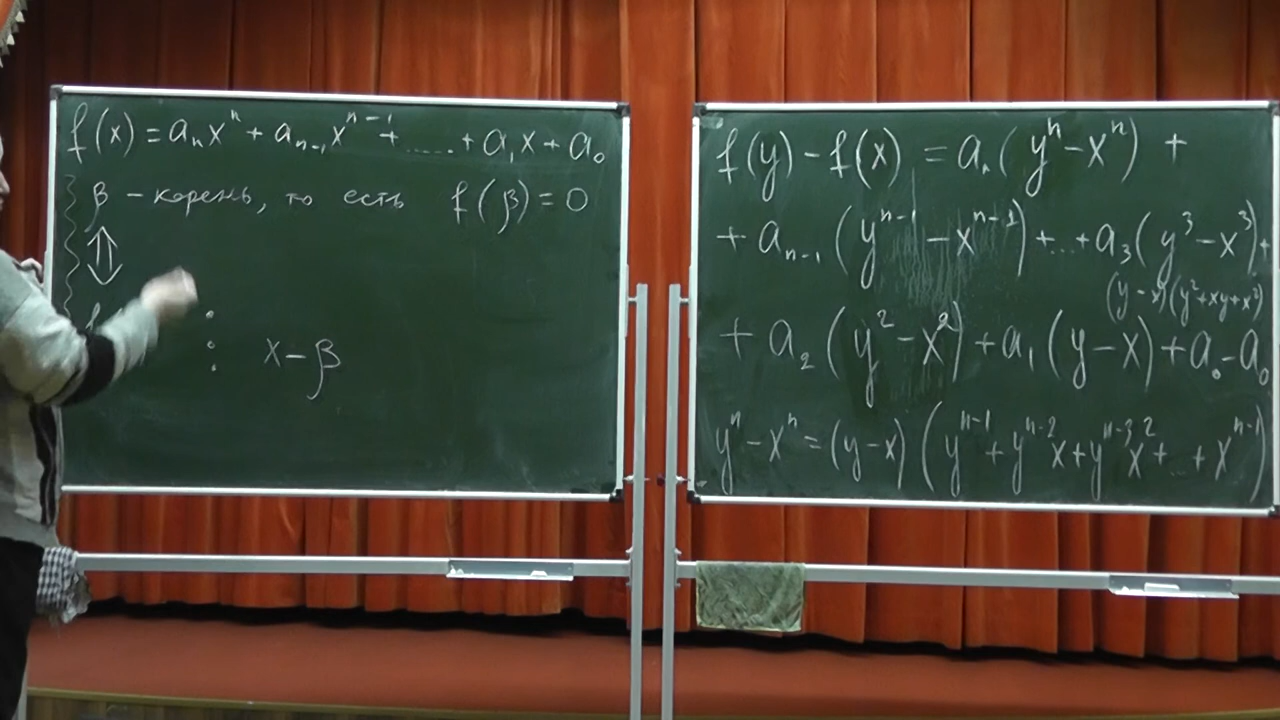 f(x) = aₙxⁿ + aₙ₋₁xⁿ⁻¹ + ..... + a₁x + a₀
β – корень, то есть f(β) = 0
⇕
⋮ x – β
f(y) – f(x) = aₙ(yⁿ – xⁿ) +
+ aₙ₋₁(yⁿ⁻¹ – xⁿ⁻¹) + ... + a₃(y³ – x³) +
(y – x)(y² + xy + x²)
+ a₂(y² – x²) + a₁(y – x) + a₀ – a₀
yⁿ – xⁿ = (y – x)(yⁿ⁻¹ + yⁿ⁻²x + yⁿ⁻³x² + .. + xⁿ⁻¹)